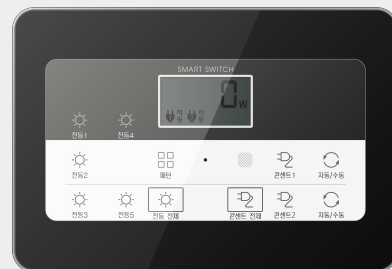 SMART SWITCH
0W
전등1 전등4
전등2 패턴 콘센트1 자동/수동
전등3 전등5 전등 전체 콘센트 전체 콘센트2 자동/수동